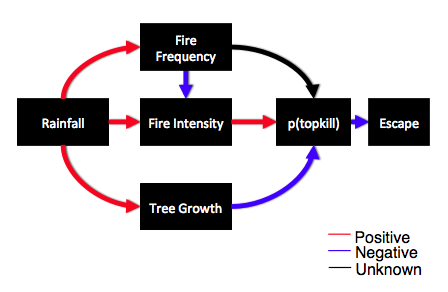 Fire
Frequency
Rainfall
Fire Intensity
p(topkill)
Escape
Tree Growth
Positive
Negative
Unknown